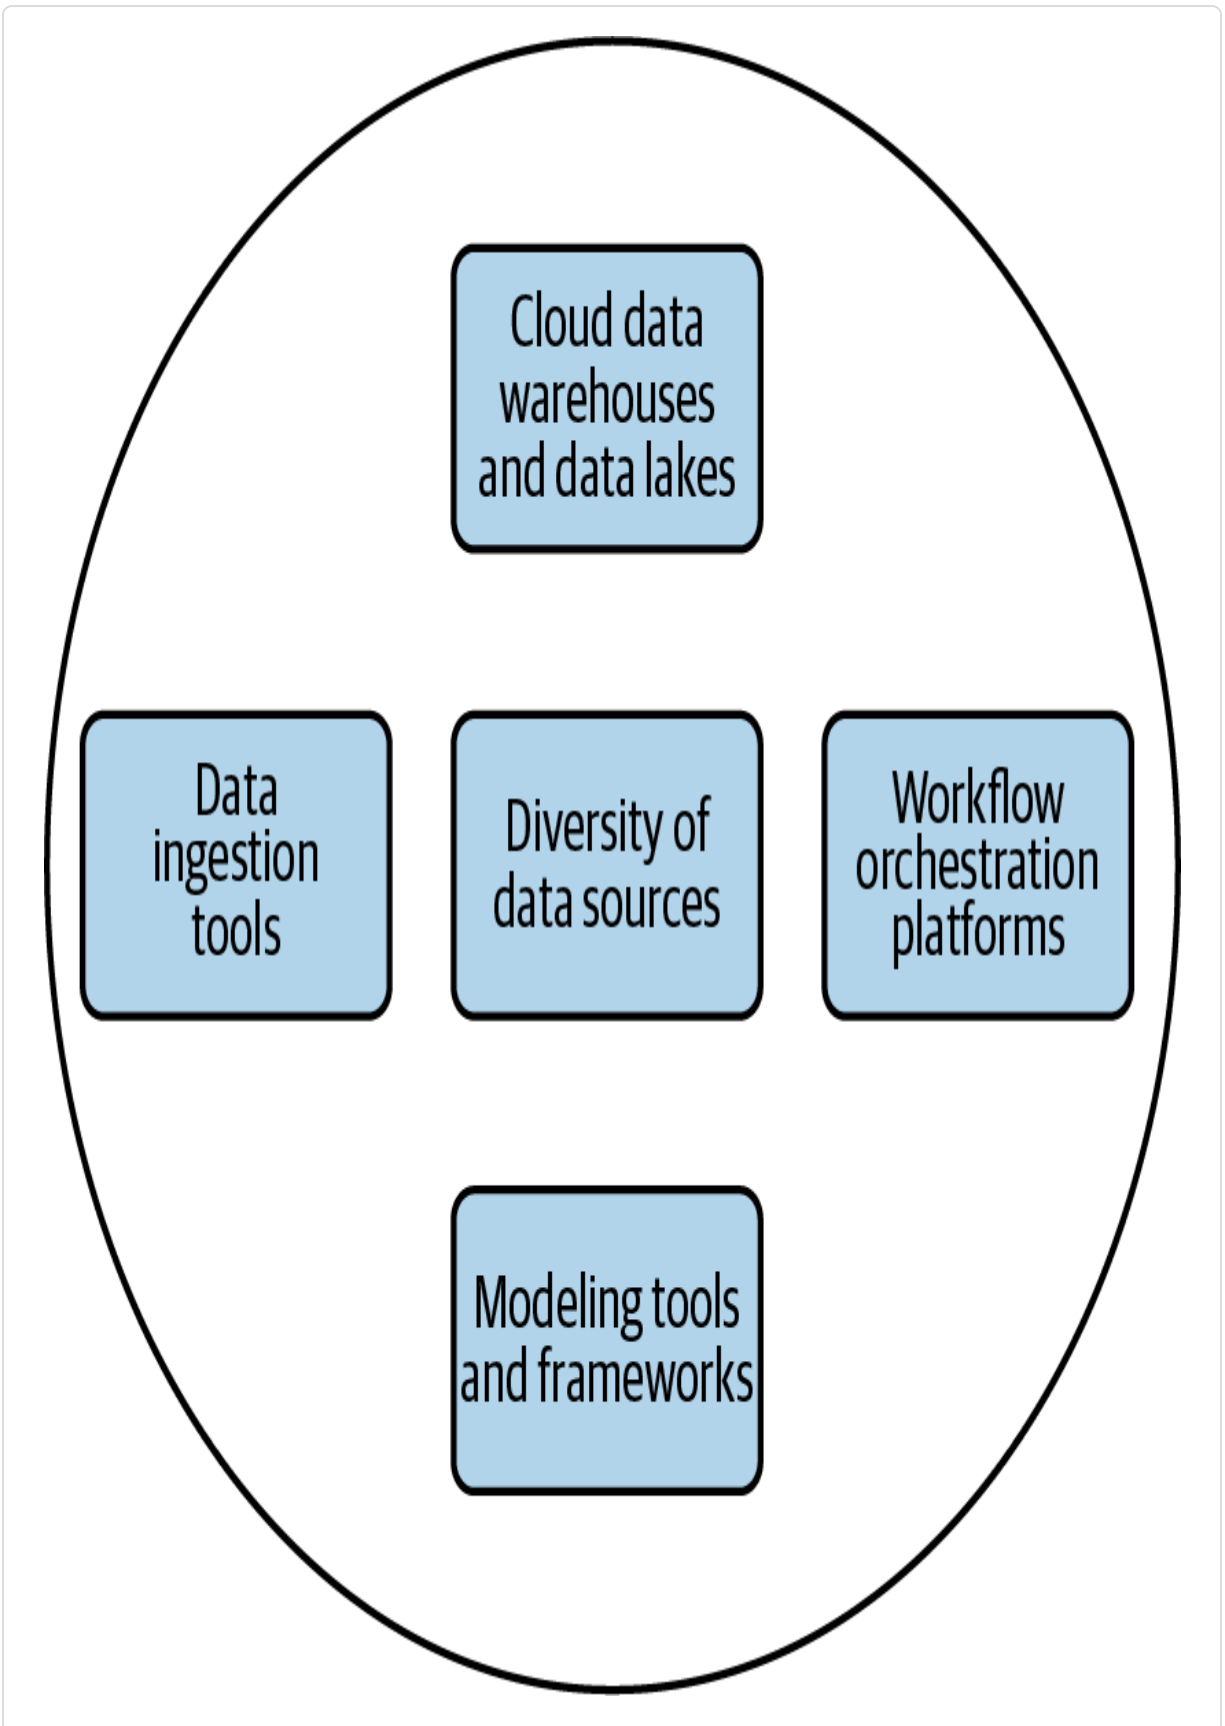 Cloud data
warehouses
and data lakes
Data
ingestion
tools
Diversity of
data sources
Workflow
orchestration
platforms
Modeling tools
and frameworks